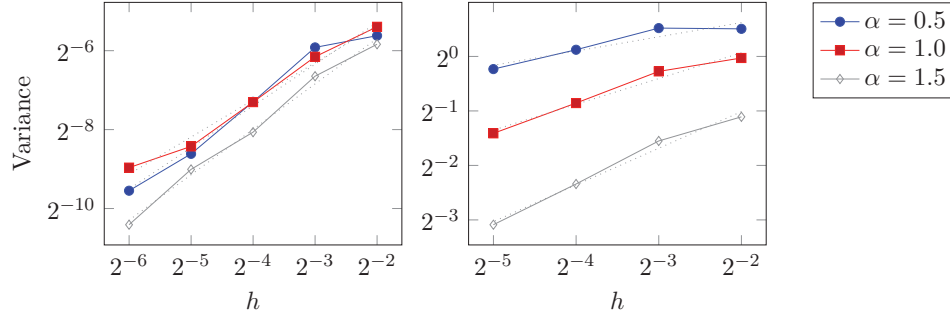 Variance
2^{-6}
2^{-8}
2^{-10}
2^{-6} 2^{-5} 2^{-4} 2^{-3} 2^{-2}
h
2^{0}
2^{-1}
2^{-2}
2^{-3}
2^{-5} 2^{-4} 2^{-3} 2^{-2}
h
α = 0.5
α = 1.0
α = 1.5